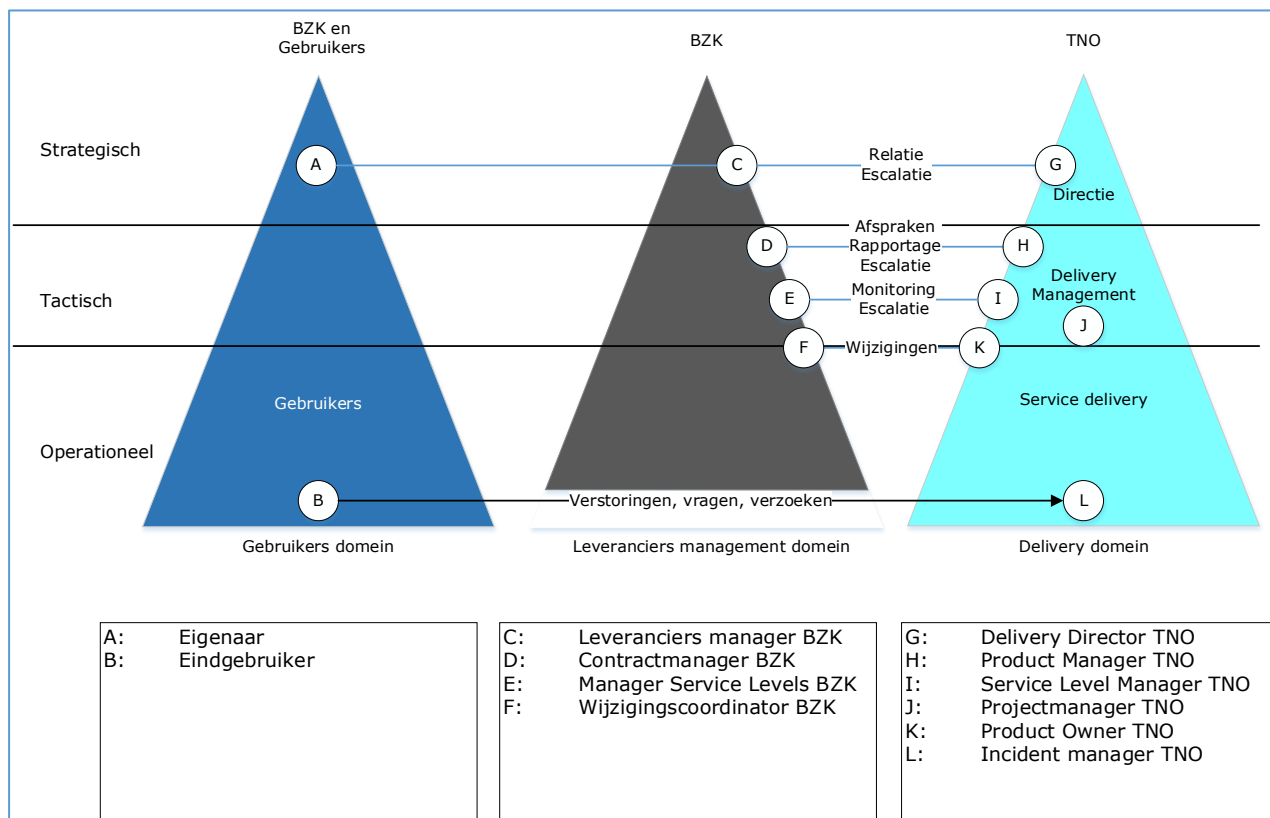 BZK en
Gebruikers
BZK
TNO
Strategisch
A
C
Relatie
Escalatie
G
Directie
Afspraken
D
Rapportage
H
Escalatie
Tactisch
E
Monitoring
Escalatie
I
Delivery
Management
J
F
Wijzigingen
K
Gebruikers
Service delivery
Operationeel
B
Verstoringen, vragen, verzoeken
L
Gebruikers domein
Leveranciers management domein
Delivery domein
A: Eigenaar
B: Eindgebruiker
C: Leveranciers manager BZK
D: Contractmanager BZK
E: Manager Service Levels BZK
F: Wijzigingscoordinator BZK
G: Delivery Director TNO
H: Product Manager TNO
I: Service Level Manager TNO
J: Projectmanager TNO
K: Product Owner TNO
L: Incident manager TNO